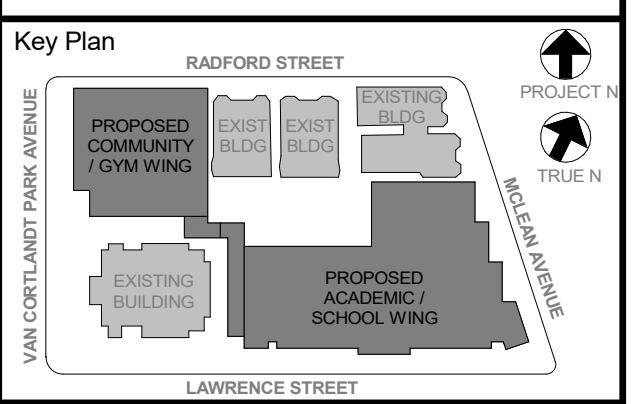 Key Plan
RADFORD STREET
PROJECT N
TRUE N
VAN CORTLANDT PARK AVENUE
PROPOSED
COMMUNITY
/ GYM WING
EXIST
BLDG
EXIST
BLDG
EXISTING
BLDG
MCLEAN AVENUE
EXISTING
BUILDING
PROPOSED
ACADEMIC /
SCHOOL WING
LAWRENCE STREET